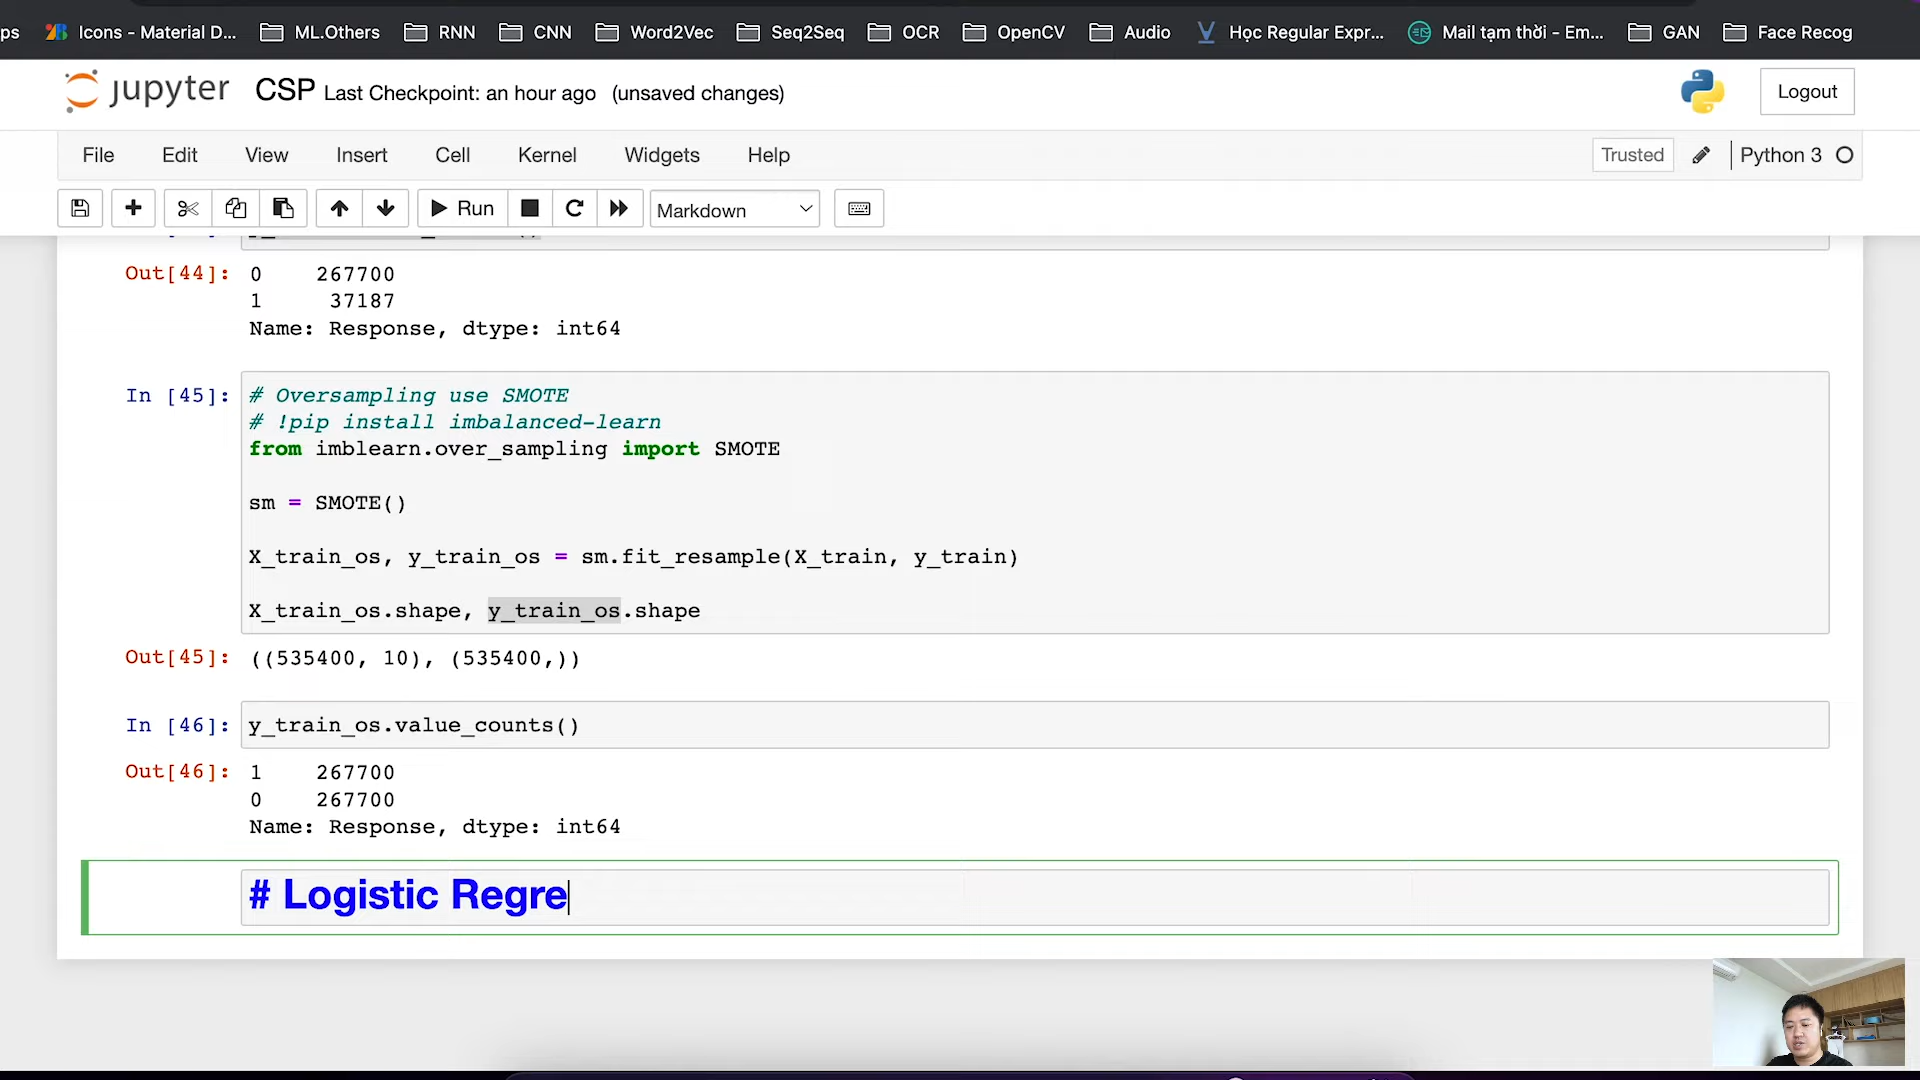 ps Icons - Material D... ML.Others RNN CNN Word2Vec Seq2Seq OCR OpenCV Audio Học Regular Expr... Mail tạm thời - Em... GAN Face Recog
jupyter CSP Last Checkpoint: an hour ago (unsaved changes) Logout
File Edit View Insert Cell Kernel Widgets Help Trusted Python 3
Run Markdown
Out[44]: 0 267700
1 37187
Name: Response, dtype: int64
In [45]: # Oversampling use SMOTE
# !pip install imbalanced-learn
from imblearn.over_sampling import SMOTE
sm = SMOTE()
X_train_os, y_train_os = sm.fit_resample(X_train, y_train)
X_train_os.shape, y_train_os.shape
Out[45]: ((535400, 10), (535400,))
In [46]: y_train_os.value_counts()
Out[46]: 1 267700
0 267700
Name: Response, dtype: int64
# Logistic Regre